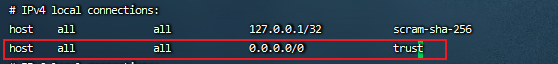 # IPv4 local connections:
host all all 127.0.0.1/32 scram-sha-256
host all all 0.0.0.0/0 trust